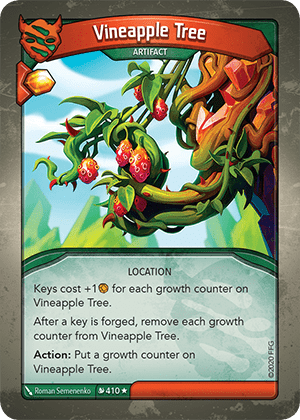 Vineapple Tree
ARTIFACT
LOCATION
Keys cost +1 for each growth counter on
Vineapple Tree.
After a key is forged, remove each growth
counter from Vineapple Tree.
Action: Put a growth counter on
Vineapple Tree.
©2020 FFG
Roman Semenenko
410